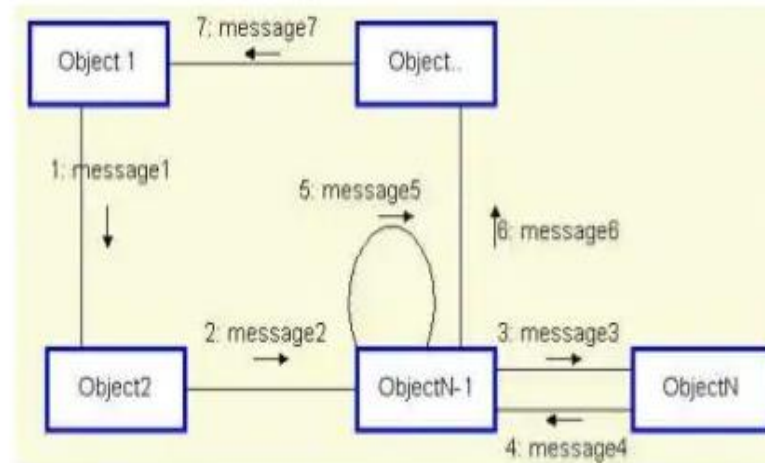 7: message7
Object 1
Object..
1: message1
5: message5
6: message6
2: message2
3: message3
Object2
ObjectN-1
ObjectN
4: message4